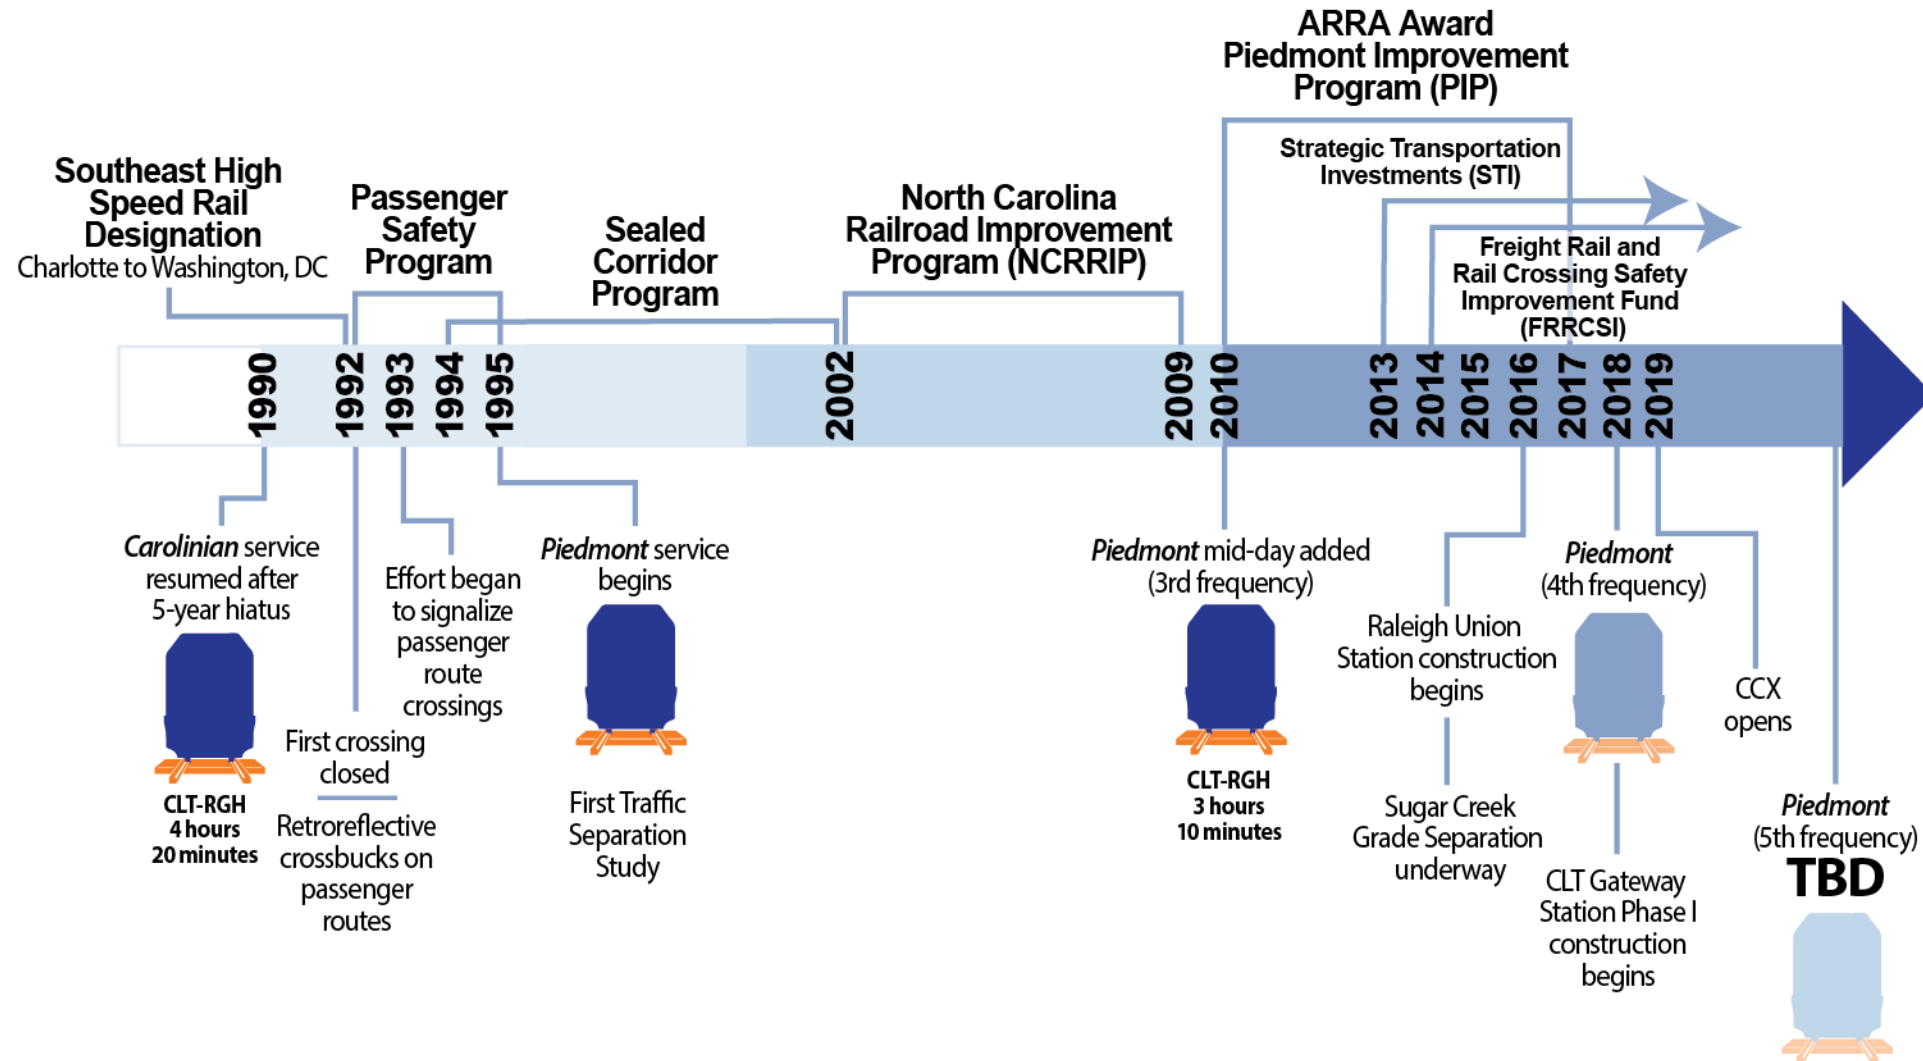 ARRA Award
Piedmont Improvement
Program (PIP)
Strategic Transportation
Investments (STI)
Southeast High
Speed Rail
Designation
Charlotte to Washington, DC
Passenger
Safety
Program
Sealed
Corridor
Program
North Carolina
Railroad Improvement
Program (NCRRIP)
Freight Rail and
Rail Crossing Safety
Improvement Fund
(FRRCSI)
1990
1992
1993
1994
1995
2002
2009
2010
2013
2014
2015
2016
2017
2018
2019
Carolinian service
resumed after
5-year hiatus
CLT-RGH
4 hours
20 minutes
First crossing
closed
Retroreflective
crossbucks on
passenger
routes
Effort began
to signalize
passenger
route
crossings
Piedmont service
begins
First Traffic
Separation
Study
Piedmont mid-day added
(3rd frequency)
CLT-RGH
3 hours
10 minutes
Raleigh Union
Station construction
begins
Sugar Creek
Grade Separation
underway
Piedmont
(4th frequency)
CLT Gateway
Station Phase I
construction
begins
CCX
opens
Piedmont
(5th frequency)
TBD